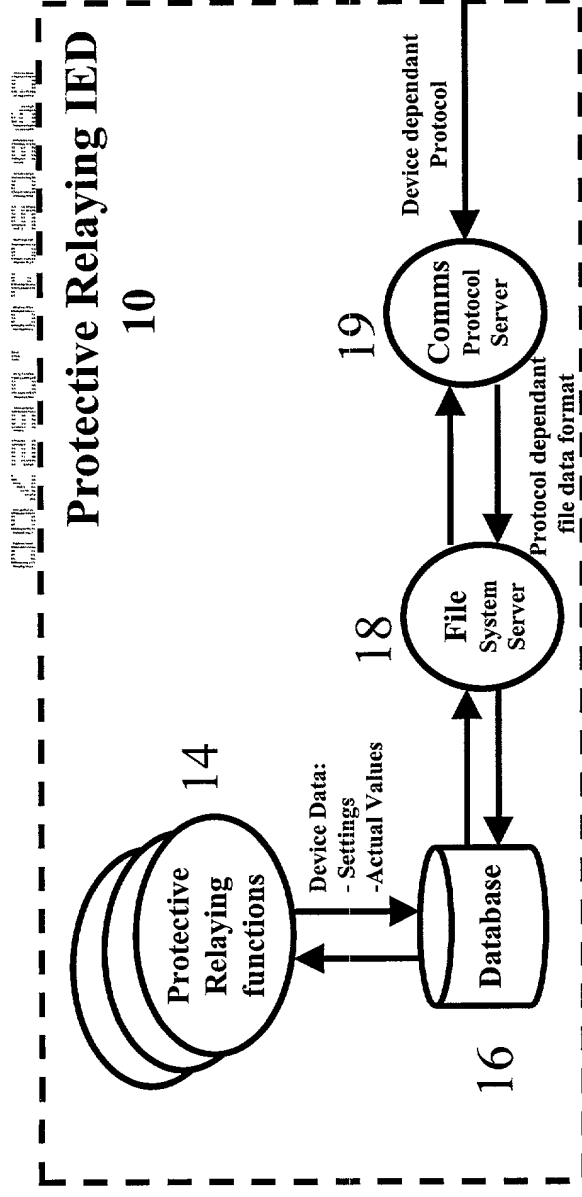 Protective Relaying IED
10
14
Protective
Relaying
functions
Device Data:
- Settings
-Actual Values
16
Database
18
File
System
Server
Protocol dependant
file data format
19
Comms
Protocol
Server
Device dependant
Protocol